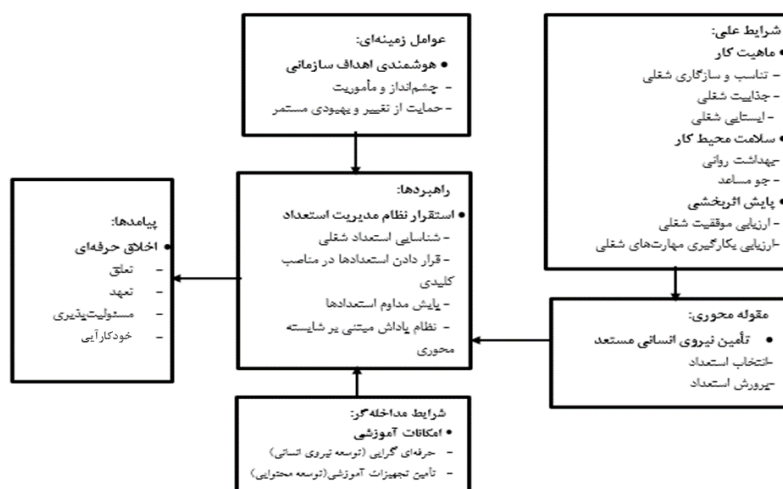 شرایط علی:
• ماهیت کار
- تناسب و سازگاری شغلی
- جذابیت شغلی
- ایستایی شغلی
• سلامت محیط کار
-بهداشت روانی
- جو مساعد
• پایش اثربخشی
- ارزیابی موفقیت شغلی
-ارزیابی بکارگیری مهارت‌های شغلی
عوامل زمینه‌ای:
• هوشمندی اهداف سازمانی
- چشم‌انداز و مأموریت
- حمایت از تغییر و بهبودی مستمر
مقوله محوری:
• تأمین نیروی انسانی مستعد
-انتخاب استعداد
-پرورش استعداد
راهبردها:
• استقرار نظام مدیریت استعداد
- شناسایی استعداد شغلی
- قرار دادن استعدادها در مناصب
کلیدی
- پایش مداوم استعدادها
- نظام پاداش مبتنی بر شایسته
محوری
شرایط مداخله‌گر:
• امکانات آموزشی
- حرفه‌ای گرایی (توسعه نیروی انسانی)
- تأمین تجهیزات آموزشی(توسعه محتوایی)
پیامدها:
• اخلاق حرفه‌ای
- تعلق
- تعهد
- مسئولیت‌پذیری
- خودکارآیی